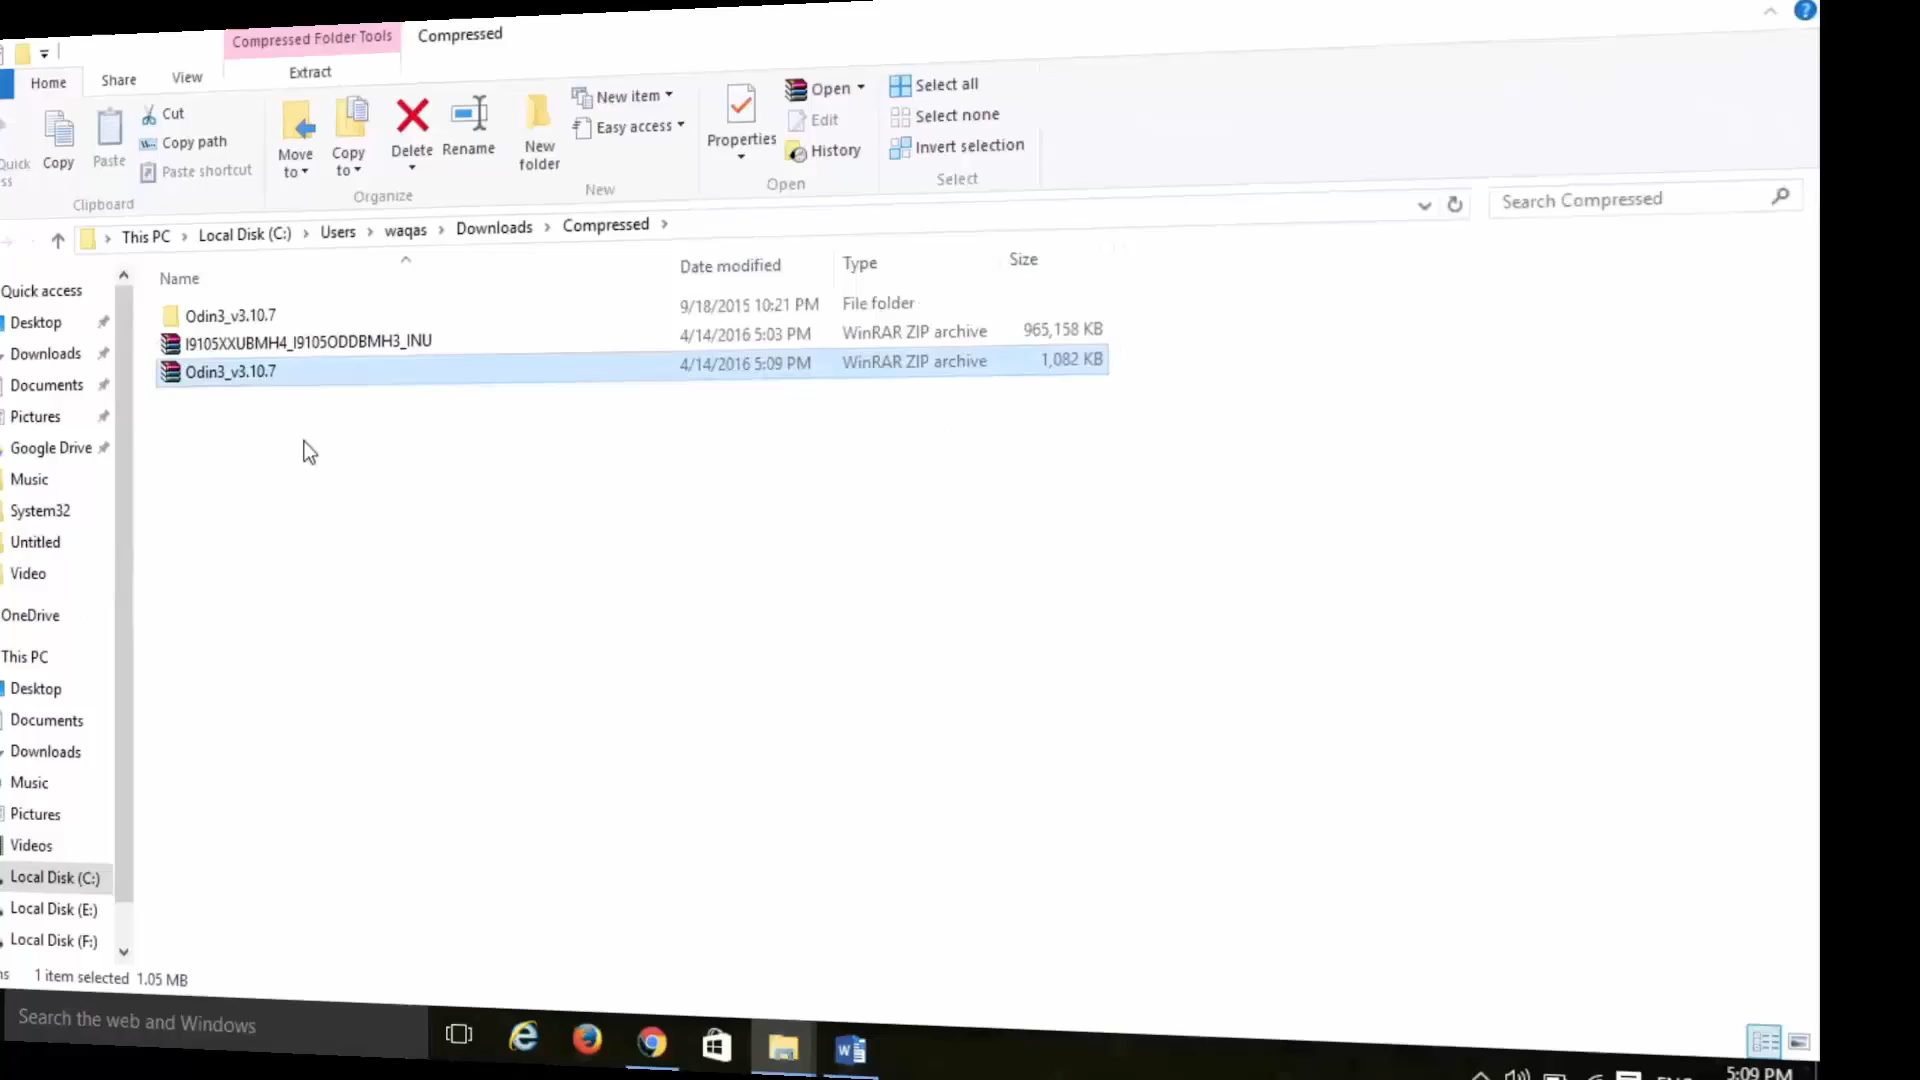 Compressed Folder Tools
Compressed
Home
Share
View
Extract
Copy
Paste
Cut
Copy path
Paste shortcut
Clipboard
Move to
Copy to
Delete
Rename
Organize
New folder
New item
Easy access
New
Properties
Open
Edit
History
Open
Select all
Select none
Invert selection
Select
This PC
Local Disk (C:)
Users
waqas
Downloads
Compressed
Search Compressed
Name
Date modified
Type
Size
Odin3_v3.10.7 9/18/2015 10:21 PM File folder
I9105XXUBMH4_I9105ODDBMH3_INU 4/14/2016 5:03 PM WinRAR ZIP archive 965,158 KB
Odin3_v3.10.7 4/14/2016 5:09 PM WinRAR ZIP archive 1,082 KB
Quick access
Desktop
Downloads
Documents
Pictures
Google Drive
Music
System32
Untitled
Video
OneDrive
This PC
Desktop
Documents
Downloads
Music
Pictures
Videos
Local Disk (C:)
Local Disk (E:)
Local Disk (F:)
1 item selected 1.05 MB
Search the web and Windows
5:09 PM